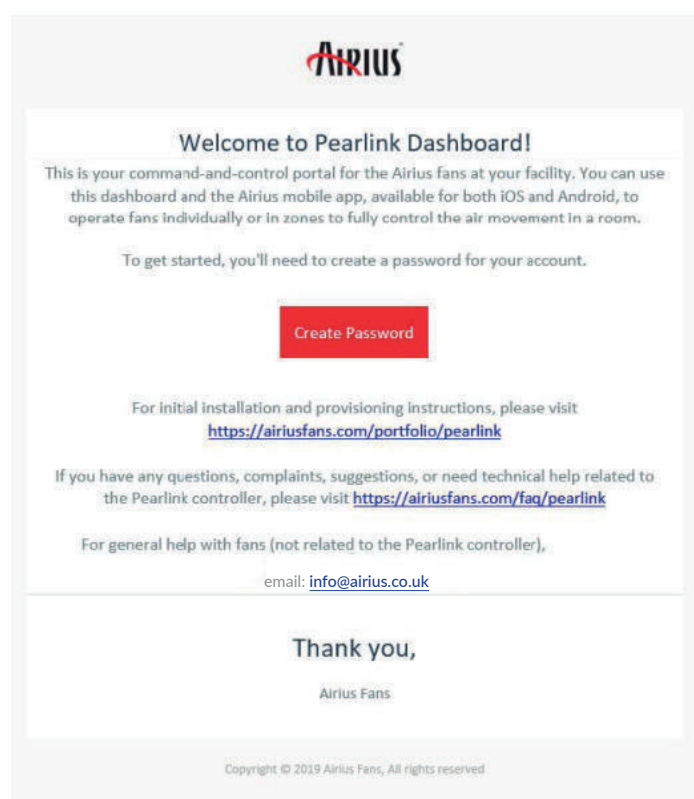 AIRIUS
Welcome to Pearlink Dashboard!
This is your command-and-control portal for the Airius fans at your facility. You can use
this dashboard and the Airius mobile app, available for both iOS and Android, to
operate fans individually or in zones to fully control the air movement in a room.
To get started, you'll need to create a password for your account.
Create Password
For initial installation and provisioning instructions, please visit
https://airiusfans.com/portfolio/pearlink
If you have any questions, complaints, suggestions, or need technical help related to
the Pearlink controller, please visit https://airiusfans.com/faq/pearlink
For general help with fans (not related to the Pearlink controller),
email: info@airius.co.uk
Thank you,
Airius Fans
Copyright © 2019 Airius Fans, All rights reserved